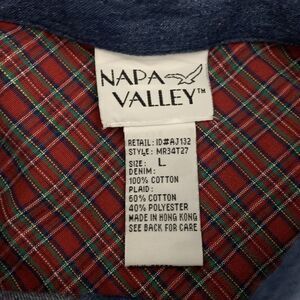 NAPA
VALLEY™
RETAIL: ID#AJ132
STYLE: MR34T27
SIZE: L
DENIM:
100% COTTON
PLAID:
60% COTTON
40% POLYESTER
MADE IN HONG KONG
SEE BACK FOR CARE